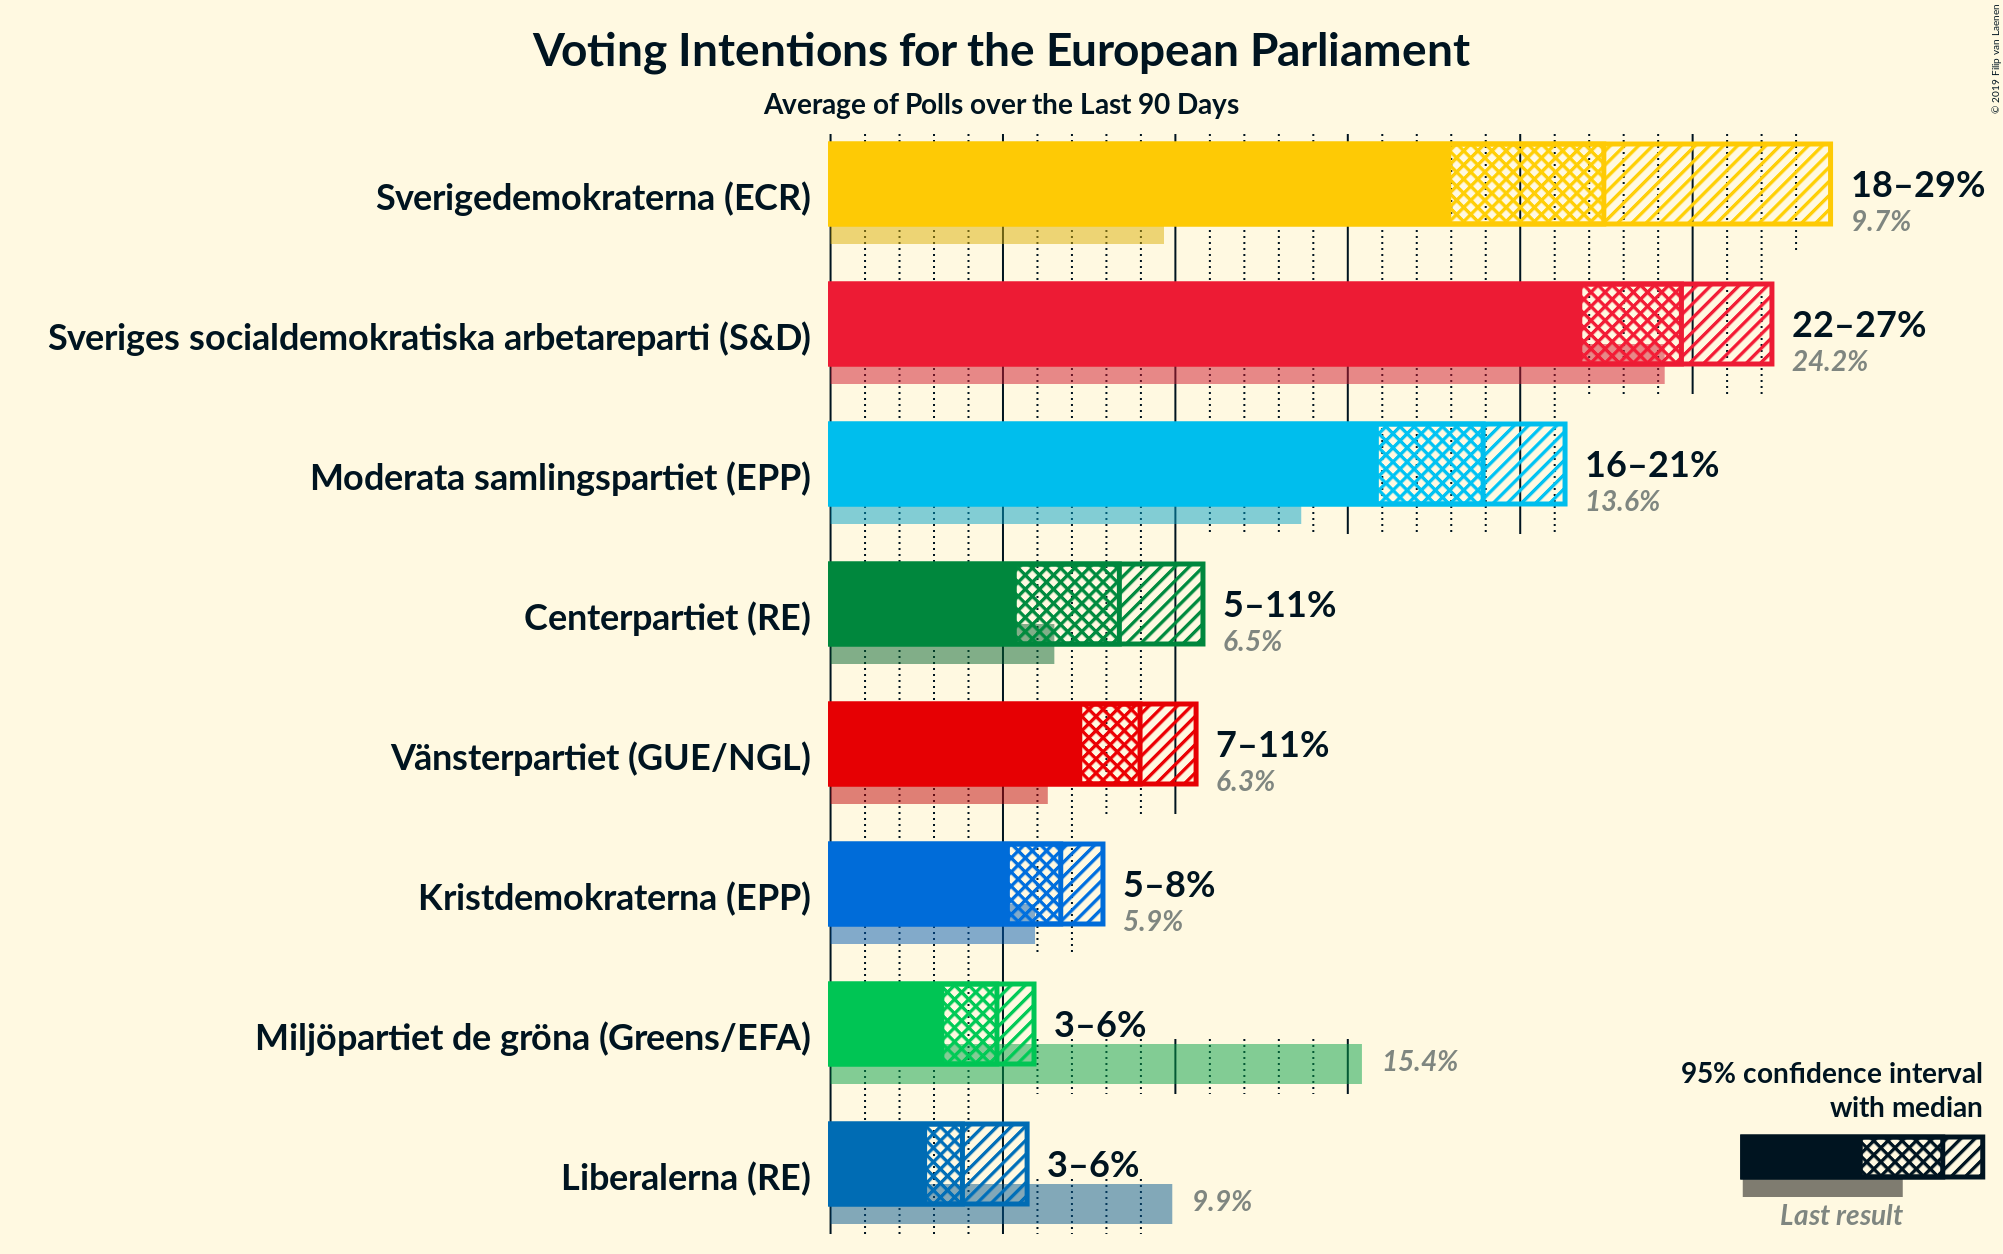 Voting Intentions for the European Parliament
Average of Polls over the Last 90 Days
© 2019 Filip van Laenen
Sverigedemokraterna (ECR)
18–29%
9.7%
Sveriges socialdemokratiska arbetareparti (S&D)
22–27%
24.2%
Moderata samlingspartiet (EPP)
16–21%
13.6%
Centerpartiet (RE)
5–11%
6.5%
Vänsterpartiet (GUE/NGL)
7–11%
6.3%
Kristdemokraterna (EPP)
5–8%
5.9%
Miljöpartiet de gröna (Greens/EFA)
3–6%
15.4%
Liberalerna (RE)
3–6%
9.9%
95% confidence interval
with median
Last result